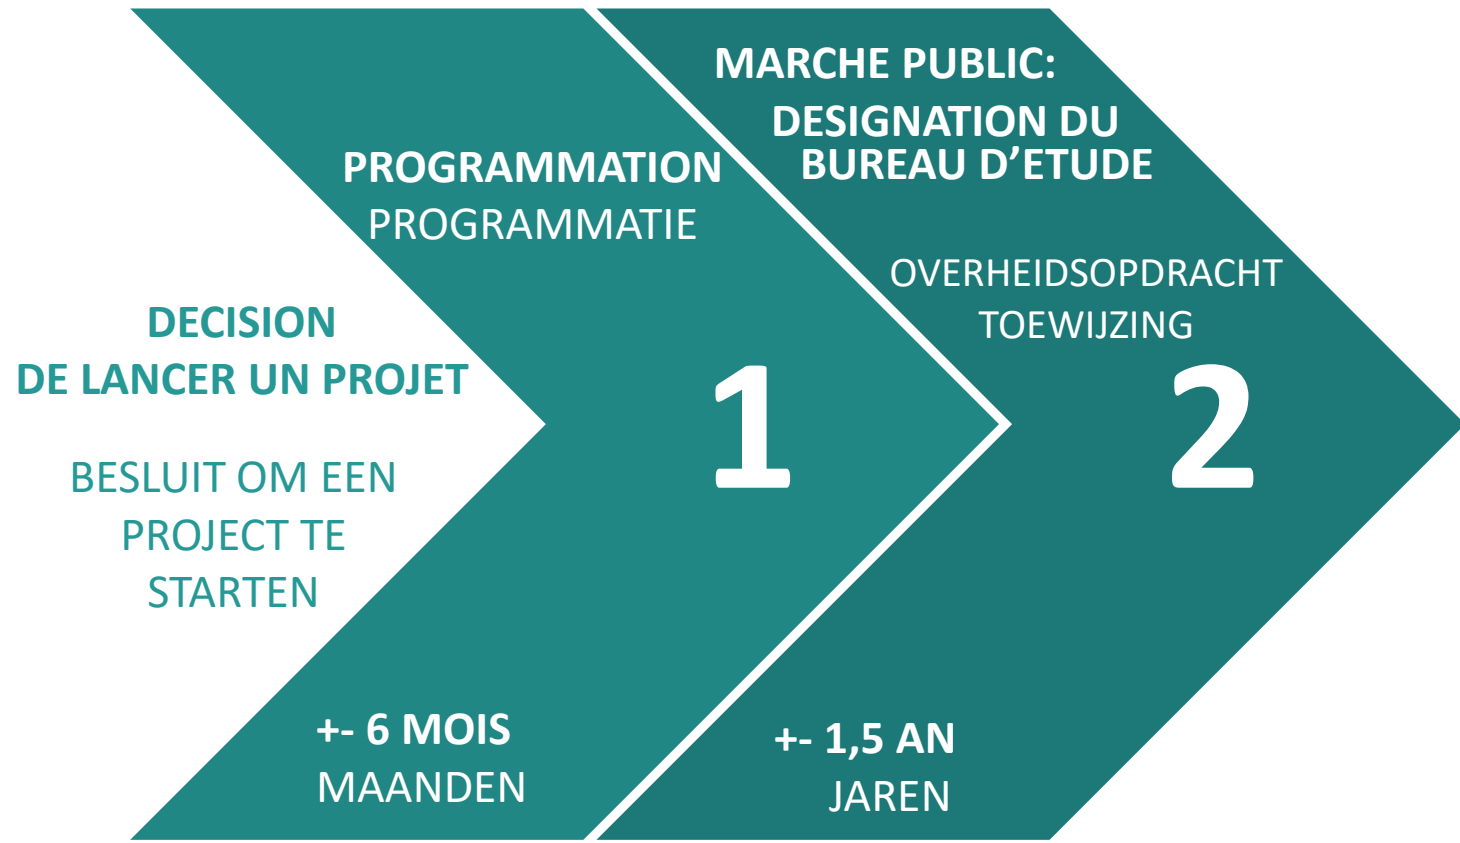 DECISION
DE LANCER UN PROJET
BESLUIT OM EEN
PROJECT TE
STARTEN
PROGRAMMATION
PROGRAMMATIE
1
+- 6 MOIS
MAANDEN
MARCHE PUBLIC:
DESIGNATION DU
BUREAU D’ETUDE
OVERHEIDSOPDRACHT
TOEWIJZING
2
+- 1,5 AN
JAREN